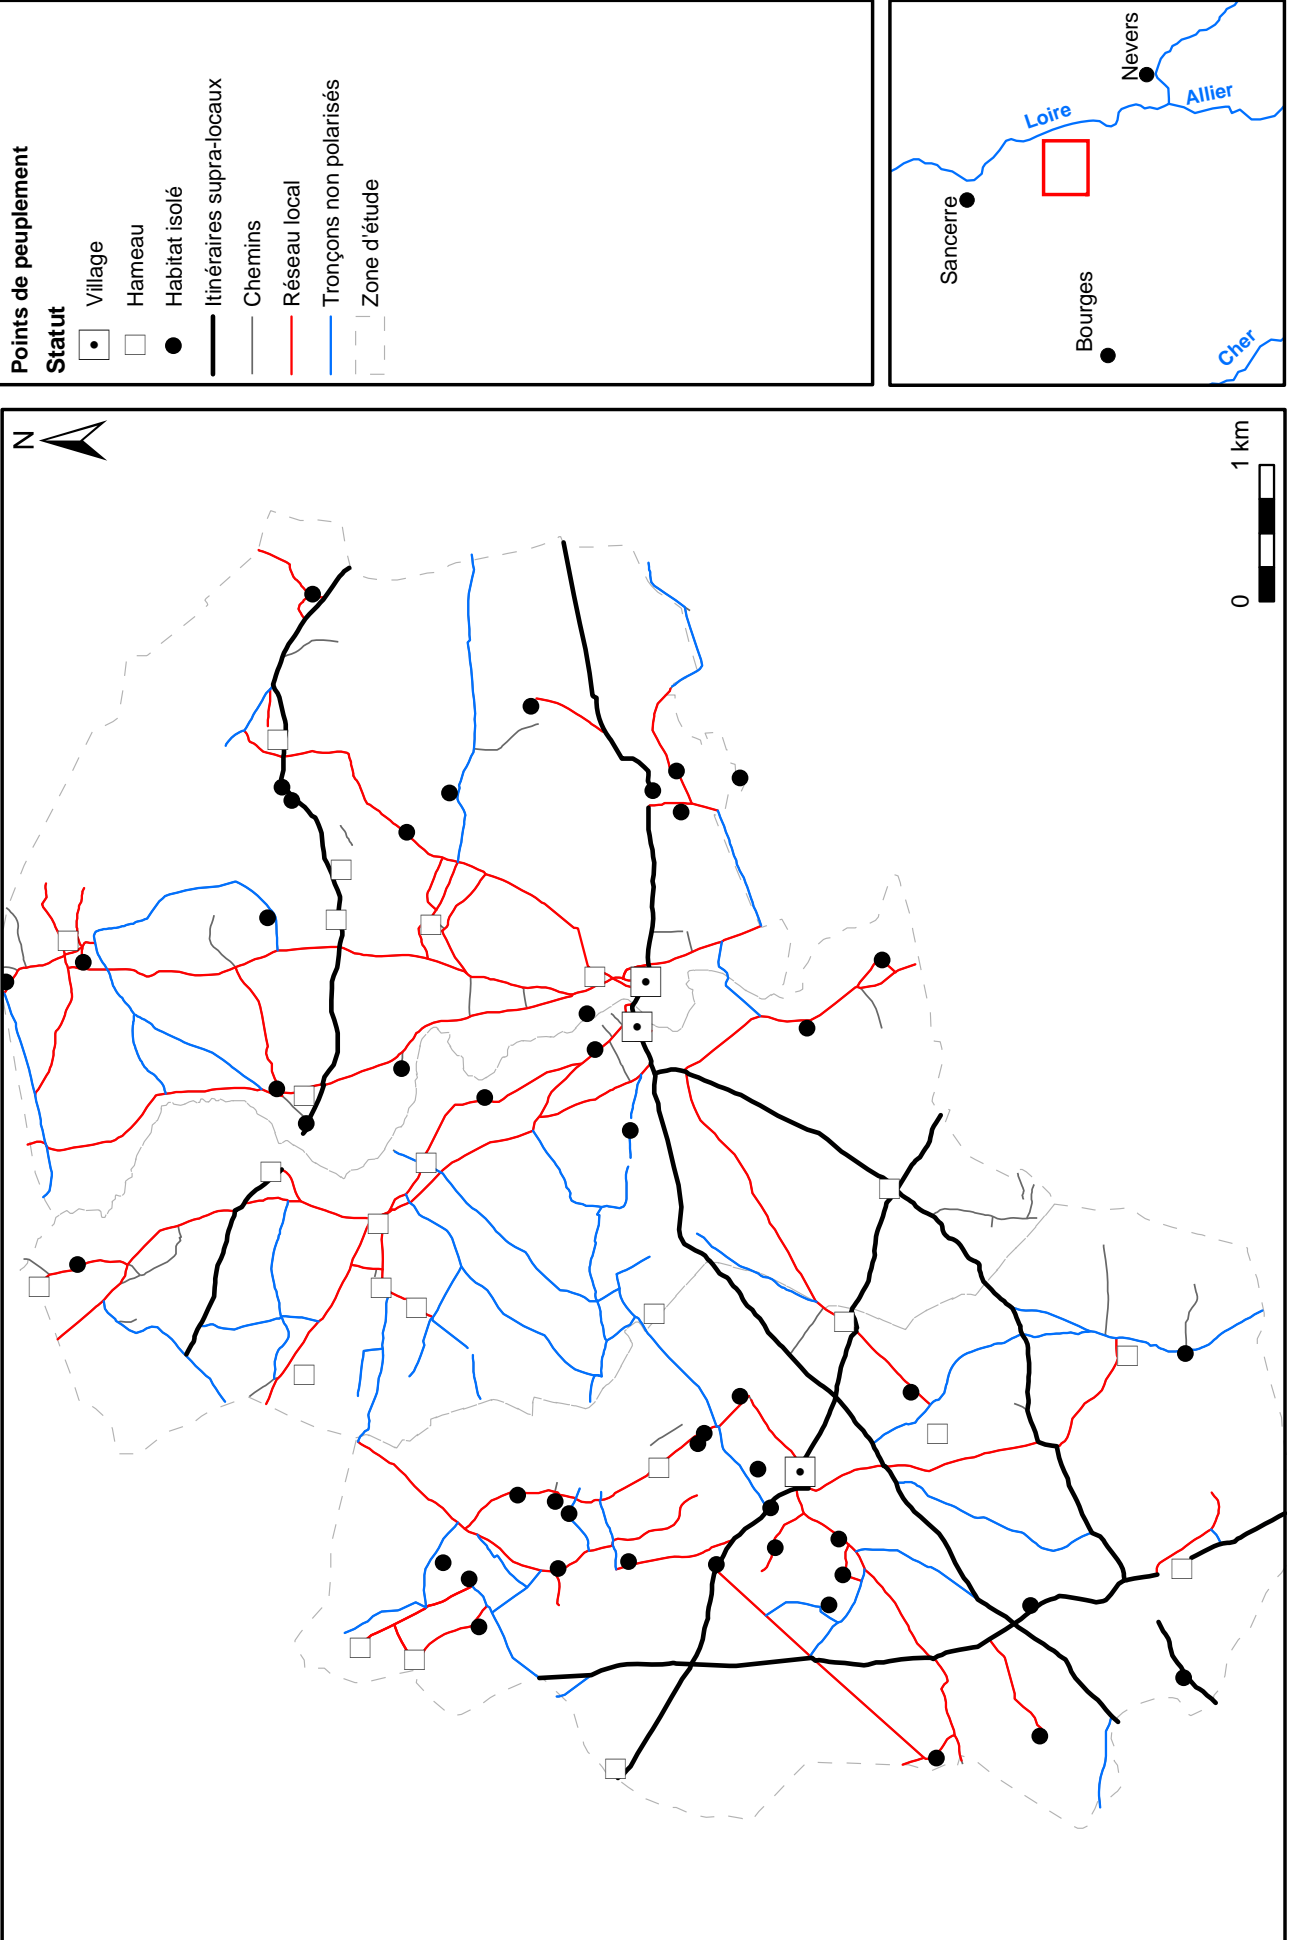 Points de peuplement
Statut
Village
Hameau
Habitat isolé
Itinéraires supra-locaux
Chemins
Réseau local
Tronçons non polarisés
Zone d'étude
Sancerre
Bourges
Nevers
Loire
Allier
Cher
N
0 1 km